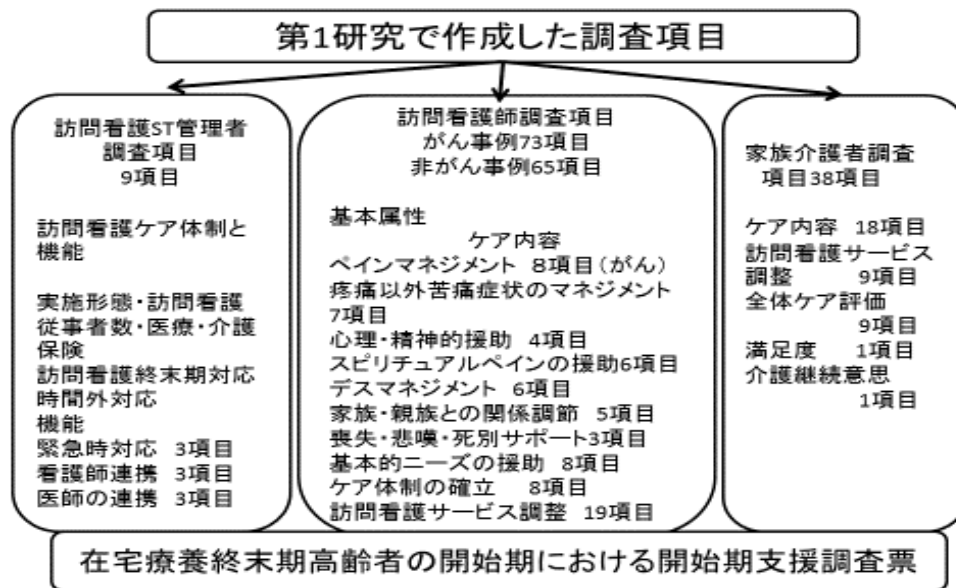 第1研究で作成した調査項目
訪問看護ST管理者
調査項目
9項目
訪問看護ケア体制と
機能
実施形態・訪問看護
従事者数・医療・介護
保険
訪問看護終末期対応
時間外対応
機能
緊急時対応 3項目
看護師連携 3項目
医師の連携 3項目
訪問看護師調査項目
がん事例73項目
非がん事例65項目
基本属性
ケア内容
ペインマネジメント 8項目(がん)
疼痛以外苦痛症状のマネジメント
7項目
心理・精神的援助 4項目
スピリチュアルペインの援助6項目
デスマネジメント 6項目
家族・親族との関係調節 5項目
喪失・悲嘆・死別サポート3項目
基本的ニーズの援助 8項目
ケア体制の確立 8項目
訪問看護サービス調整 19項目
家族介護者調査
項目38項目
ケア内容 18項目
訪問看護サービス
調整 9項目
全体ケア評価
9項目
満足度 1項目
介護継続意思
1項目
在宅療養終末期高齢者の開始期における開始期支援調査票